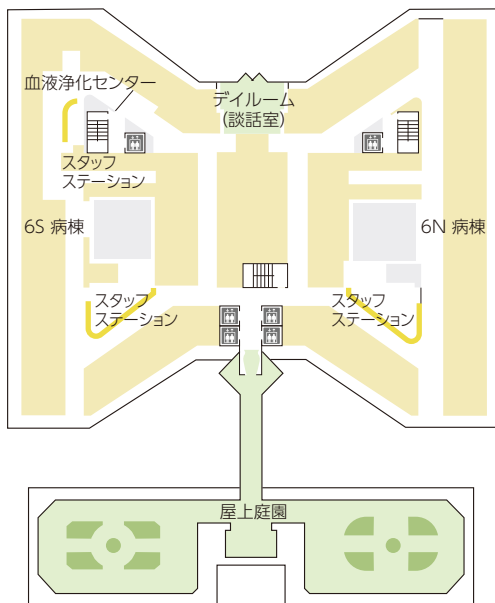 血液浄化センター
デイルーム
(談話室)
スタッフ
ステーション
6S 病棟
6N 病棟
スタッフ
ステーション
スタッフ
ステーション
屋上庭園